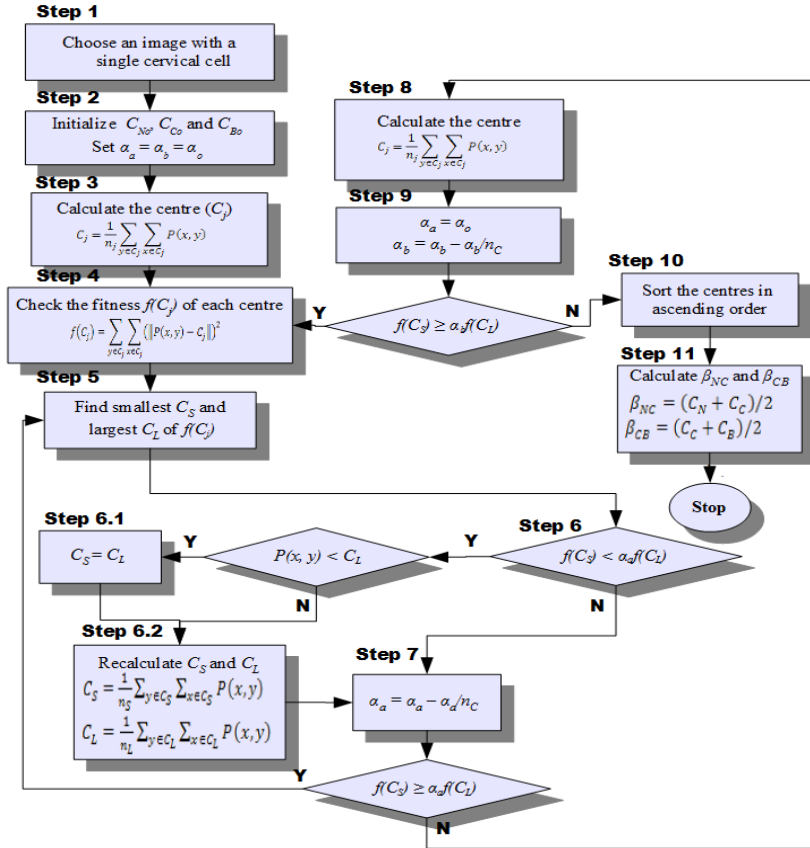 Step 1
Choose an image with a
single cervical cell
Step 2
Initialize C_No, C_Co and C_Bo
Set α_a = α_b = α_o
Step 3
Calculate the centre (C_j)
C_j = 1/n_j ∑_{y∈C_j} ∑_{x∈C_j} P(x, y)
Step 4
Check the fitness f(C_j) of each centre
f(C_j) = ∑_{y∈C_j} ∑_{x∈C_j} (‖P(x, y) − C_j‖)²
Step 5
Find smallest C_S and
largest C_L of f(C_j)
Step 6
f(C_S) < α_a f(C_L)
Y
N
P(x, y) < C_L
Y
N
Step 6.1
C_S = C_L
Step 6.2
Recalculate C_S and C_L
C_S = 1/n_S ∑_{y∈C_S} ∑_{x∈C_S} P(x, y)
C_L = 1/n_L ∑_{y∈C_L} ∑_{x∈C_L} P(x, y)
Step 7
α_a = α_a − α_a/n_C
f(C_S) ≥ α_a f(C_L)
Y
N
Step 8
Calculate the centre
C_j = 1/n_j ∑_{y∈C_j} ∑_{x∈C_j} P(x, y)
Step 9
α_a = α_o
α_b = α_b − α_b/n_C
f(C_S) ≥ α_b f(C_L)
Y
N
Step 10
Sort the centres in
ascending order
Step 11
Calculate β_NC and β_CB
β_NC = (C_N + C_C)/2
β_CB = (C_C + C_B)/2
Stop